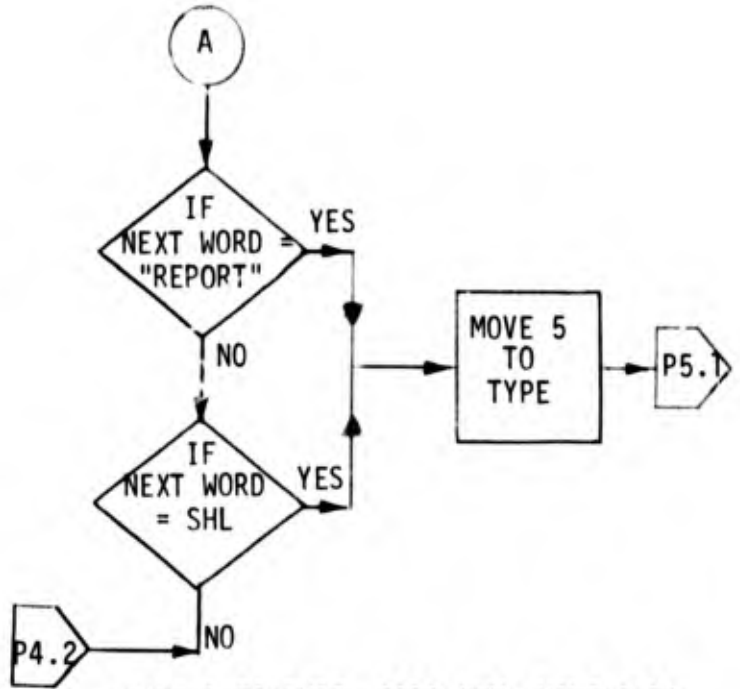 A
IF
NEXT WORD =
"REPORT"
YES
NO
MOVE 5
TO
TYPE
P5.1
IF
NEXT WORD
= SHL
YES
NO
P4.2